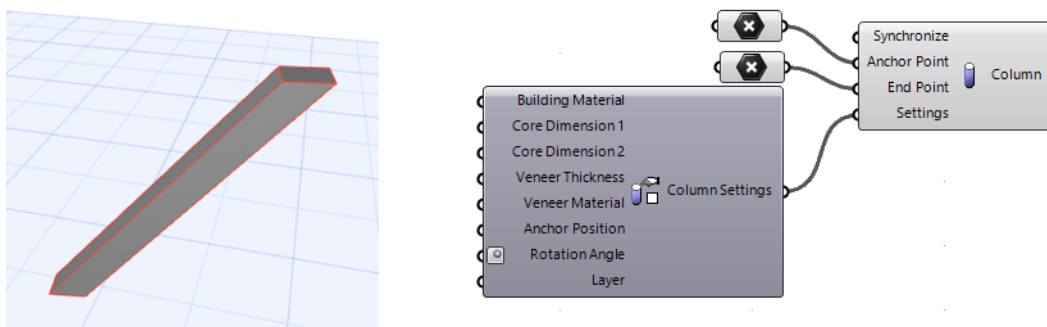 Synchronize
Anchor Point
End Point
Settings
Column
Building Material
Core Dimension 1
Core Dimension 2
Veneer Thickness
Veneer Material
Anchor Position
Rotation Angle
Layer
Column Settings